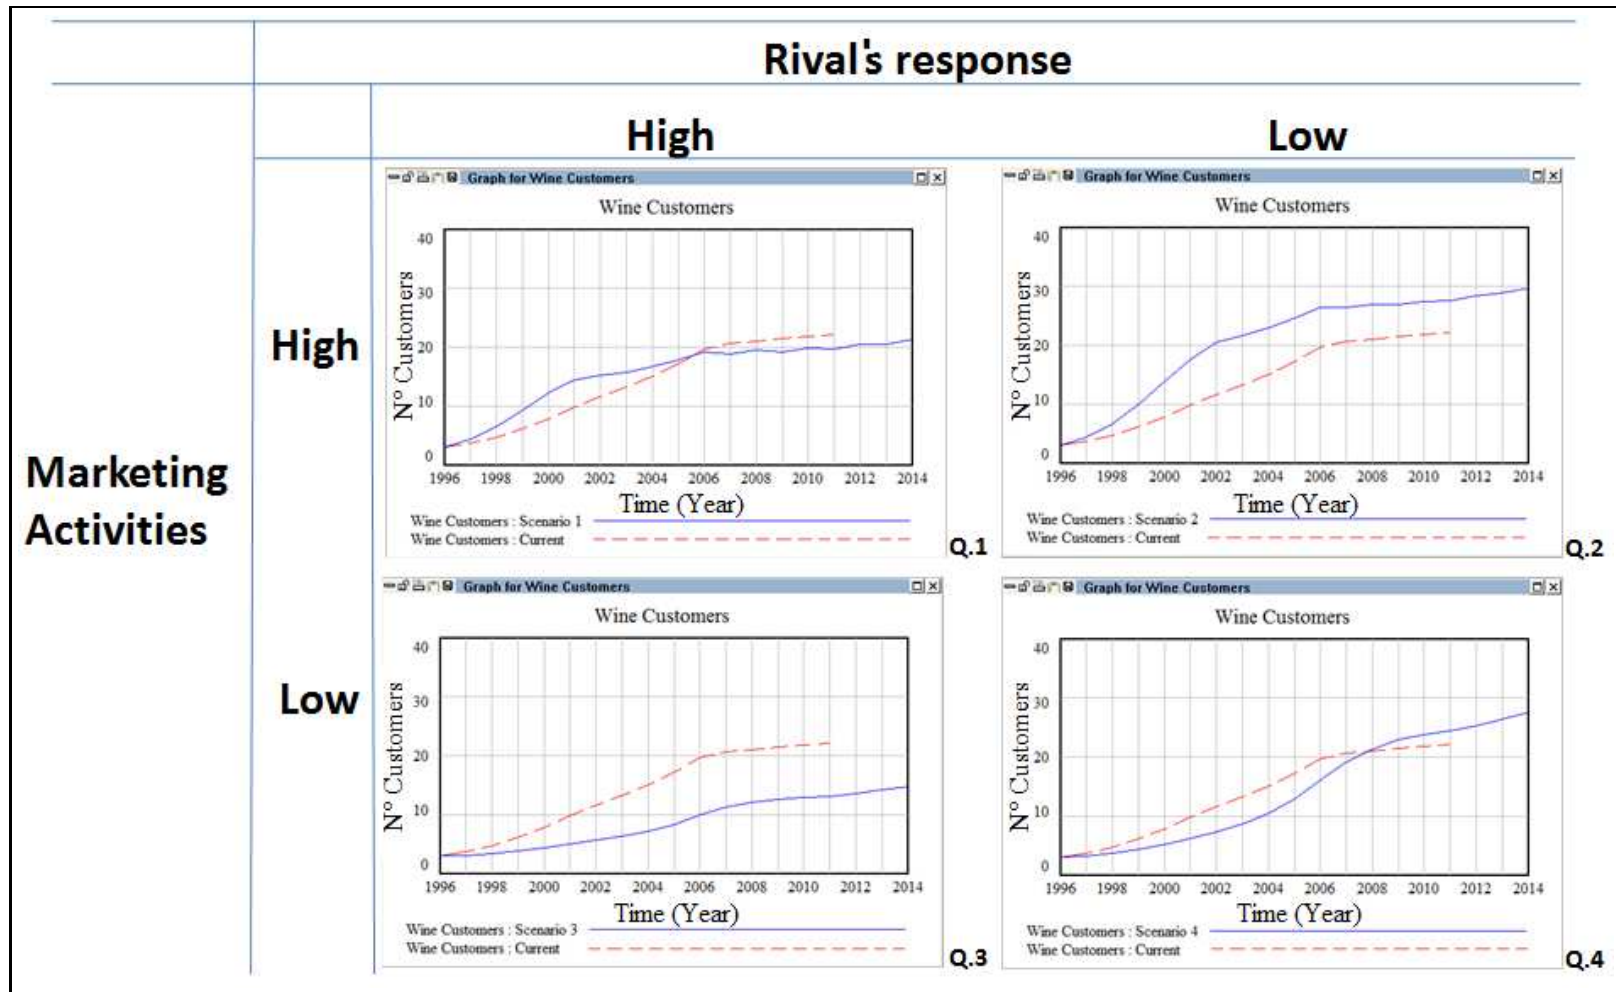 Rival's response
High
Low
Marketing
Activities
High
Graph for Wine Customers
Wine Customers
N° Customers
40
30
20
10
0
1996 1998 2000 2002 2004 2006 2008 2010 2012 2014
Time (Year)
Wine Customers : Scenario 1
Wine Customers : Current
Q.1
Graph for Wine Customers
Wine Customers
N° Customers
40
30
20
10
0
1996 1998 2000 2002 2004 2006 2008 2010 2012 2014
Time (Year)
Wine Customers : Scenario 2
Wine Customers : Current
Q.2
Low
Graph for Wine Customers
Wine Customers
N° Customers
40
30
20
10
0
1996 1998 2000 2002 2004 2006 2008 2010 2012 2014
Time (Year)
Wine Customers : Scenario 3
Wine Customers : Current
Q.3
Graph for Wine Customers
Wine Customers
N° Customers
40
30
20
10
0
1996 1998 2000 2002 2004 2006 2008 2010 2012 2014
Time (Year)
Wine Customers : Scenario 4
Wine Customers : Current
Q.4